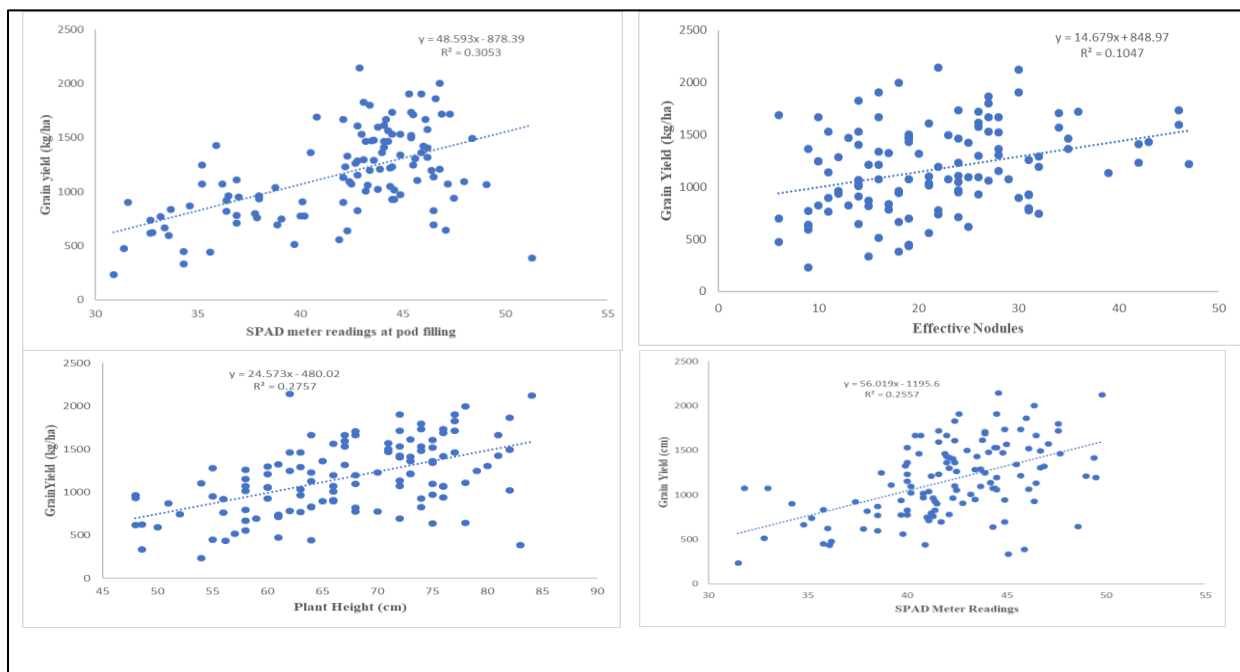 y = 48.593x - 878.39
R² = 0.3053
Grain yield (kg/ha)
2500
2000
1500
1000
500
0
30 35 40 45 50 55
SPAD meter readings at pod filling
y = 14.679x + 848.97
R² = 0.1047
Grain Yield (kg/ha)
2500
2000
1500
1000
500
0
0 10 20 30 40 50
Effective Nodules
y = 24.573x - 480.02
R² = 0.2757
GrainYield (kg/ha)
2500
2000
1500
1000
500
0
45 50 55 60 65 70 75 80 85 90
Plant Height (cm)
y = 56.019x - 1195.6
R² = 0.2557
Grain Yield (cm)
2500
2000
1500
1000
500
0
30 35 40 45 50 55
SPAD Meter Readings